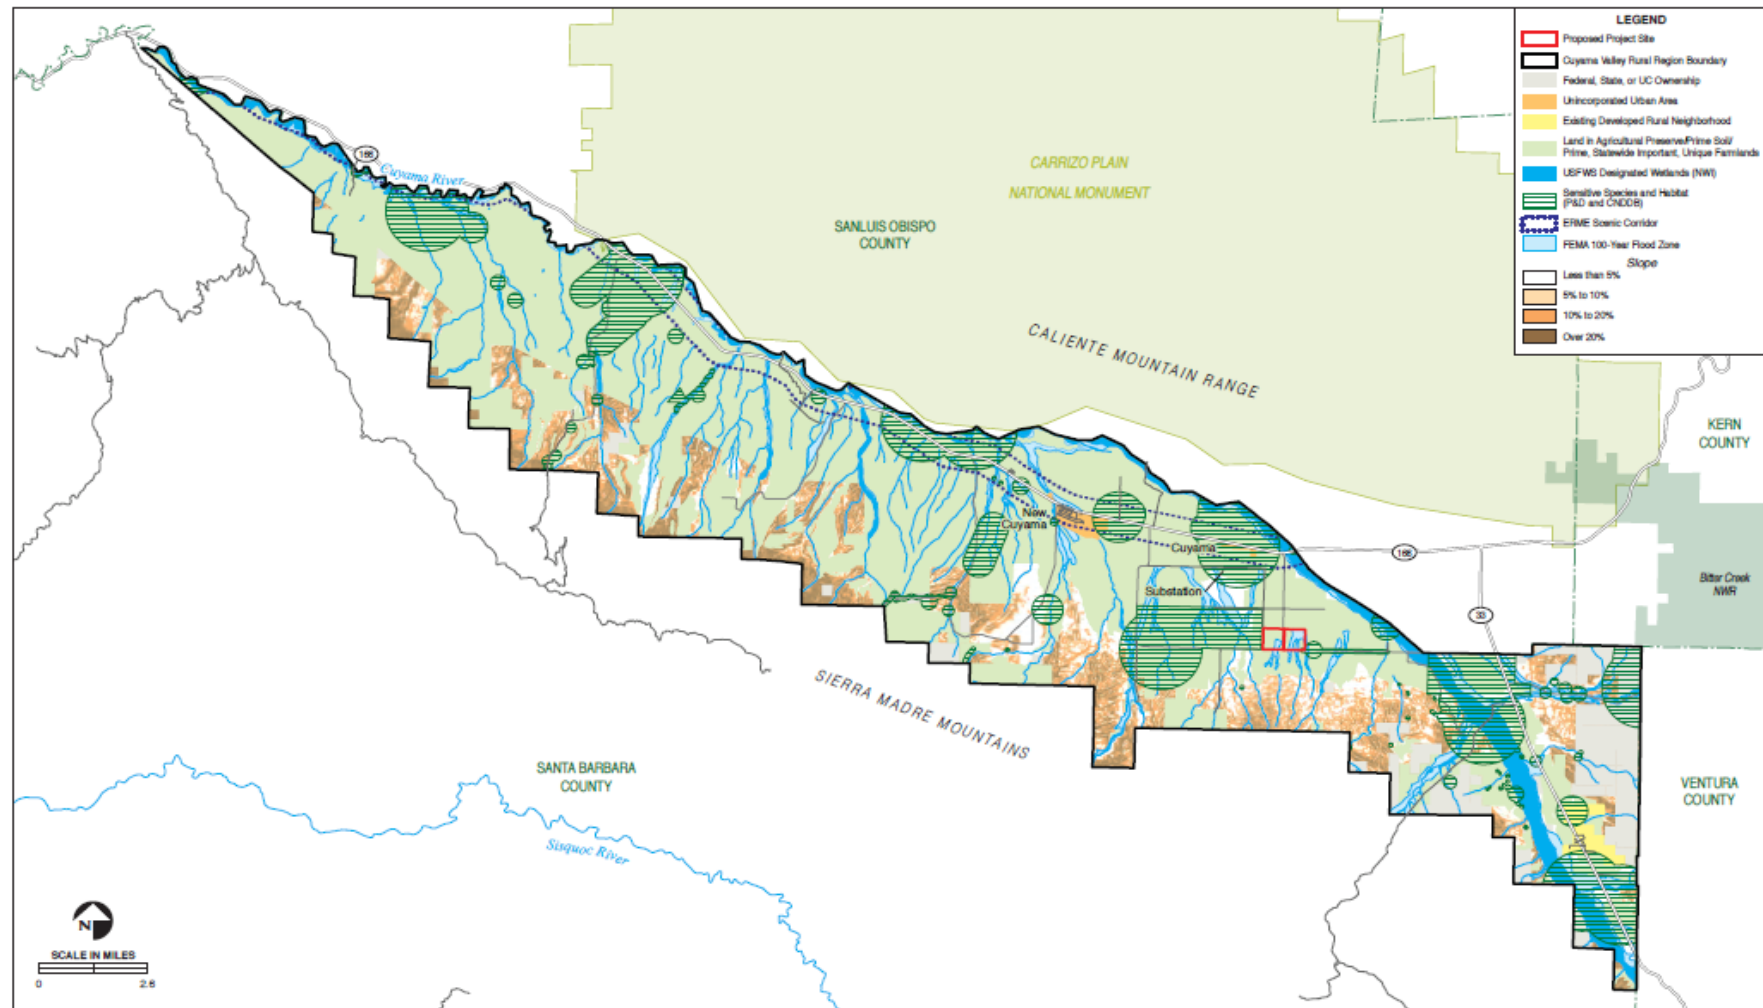 LEGEND
Proposed Project Site
Cuyama Valley Rural Region Boundary
Federal, State, or UC Ownership
Unincorporated Urban Area
Existing Developed Rural Neighborhood
Land in Agricultural Preserve/Prime Soil/
Prime, Statewide Important, Unique Farmlands
USFWS Designated Wetlands (NWI)
Sensitive Species and Habitat
(P&D and CNDDB)
ERME Scenic Corridor
FEMA 100-Year Flood Zone
Slope
Less than 5%
5% to 10%
10% to 20%
Over 20%
166
Cuyama River
CARRIZO PLAIN
NATIONAL MONUMENT
SANLUIS OBISPO
COUNTY
CALIENTE MOUNTAIN RANGE
KERN
COUNTY
New
Cuyama
Cuyama
166
Bitter Creek
NWR
Substation
33
SIERRA MADRE MOUNTAINS
SANTA BARBARA
COUNTY
VENTURA
COUNTY
Sisquoc River
N
SCALE IN MILES
0 2.6